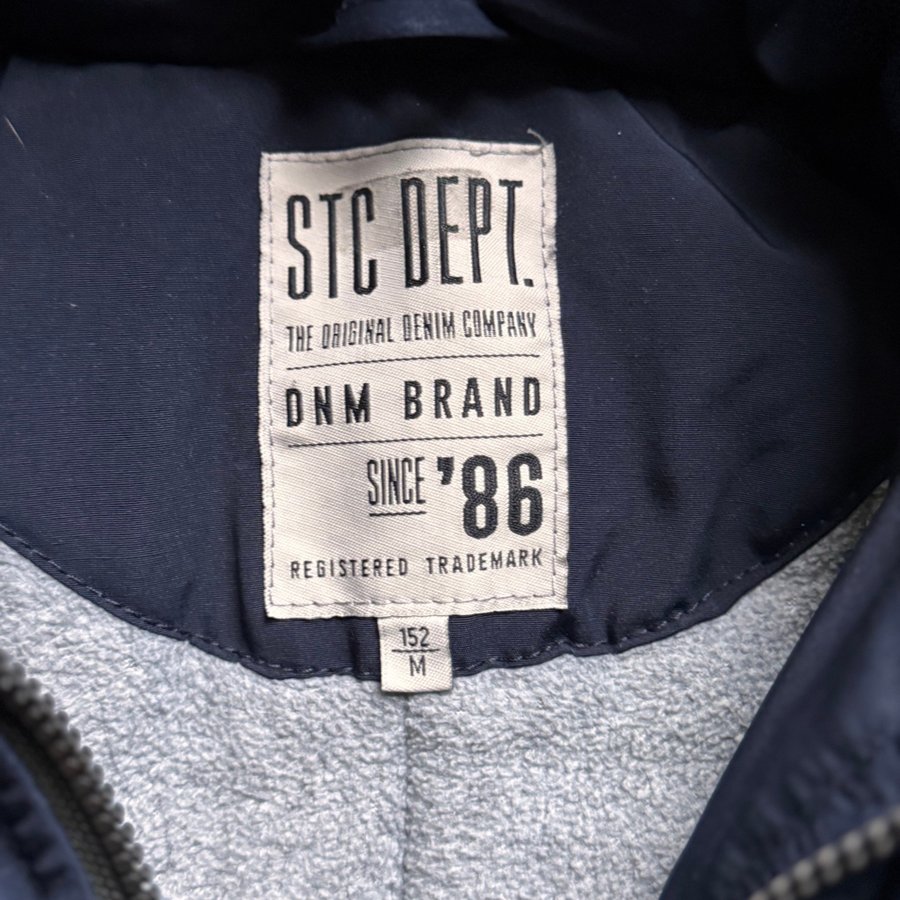 STC DEPT.
THE ORIGINAL DENIM COMPANY
DNM BRAND
SINCE '86
REGISTERED TRADEMARK
152
M